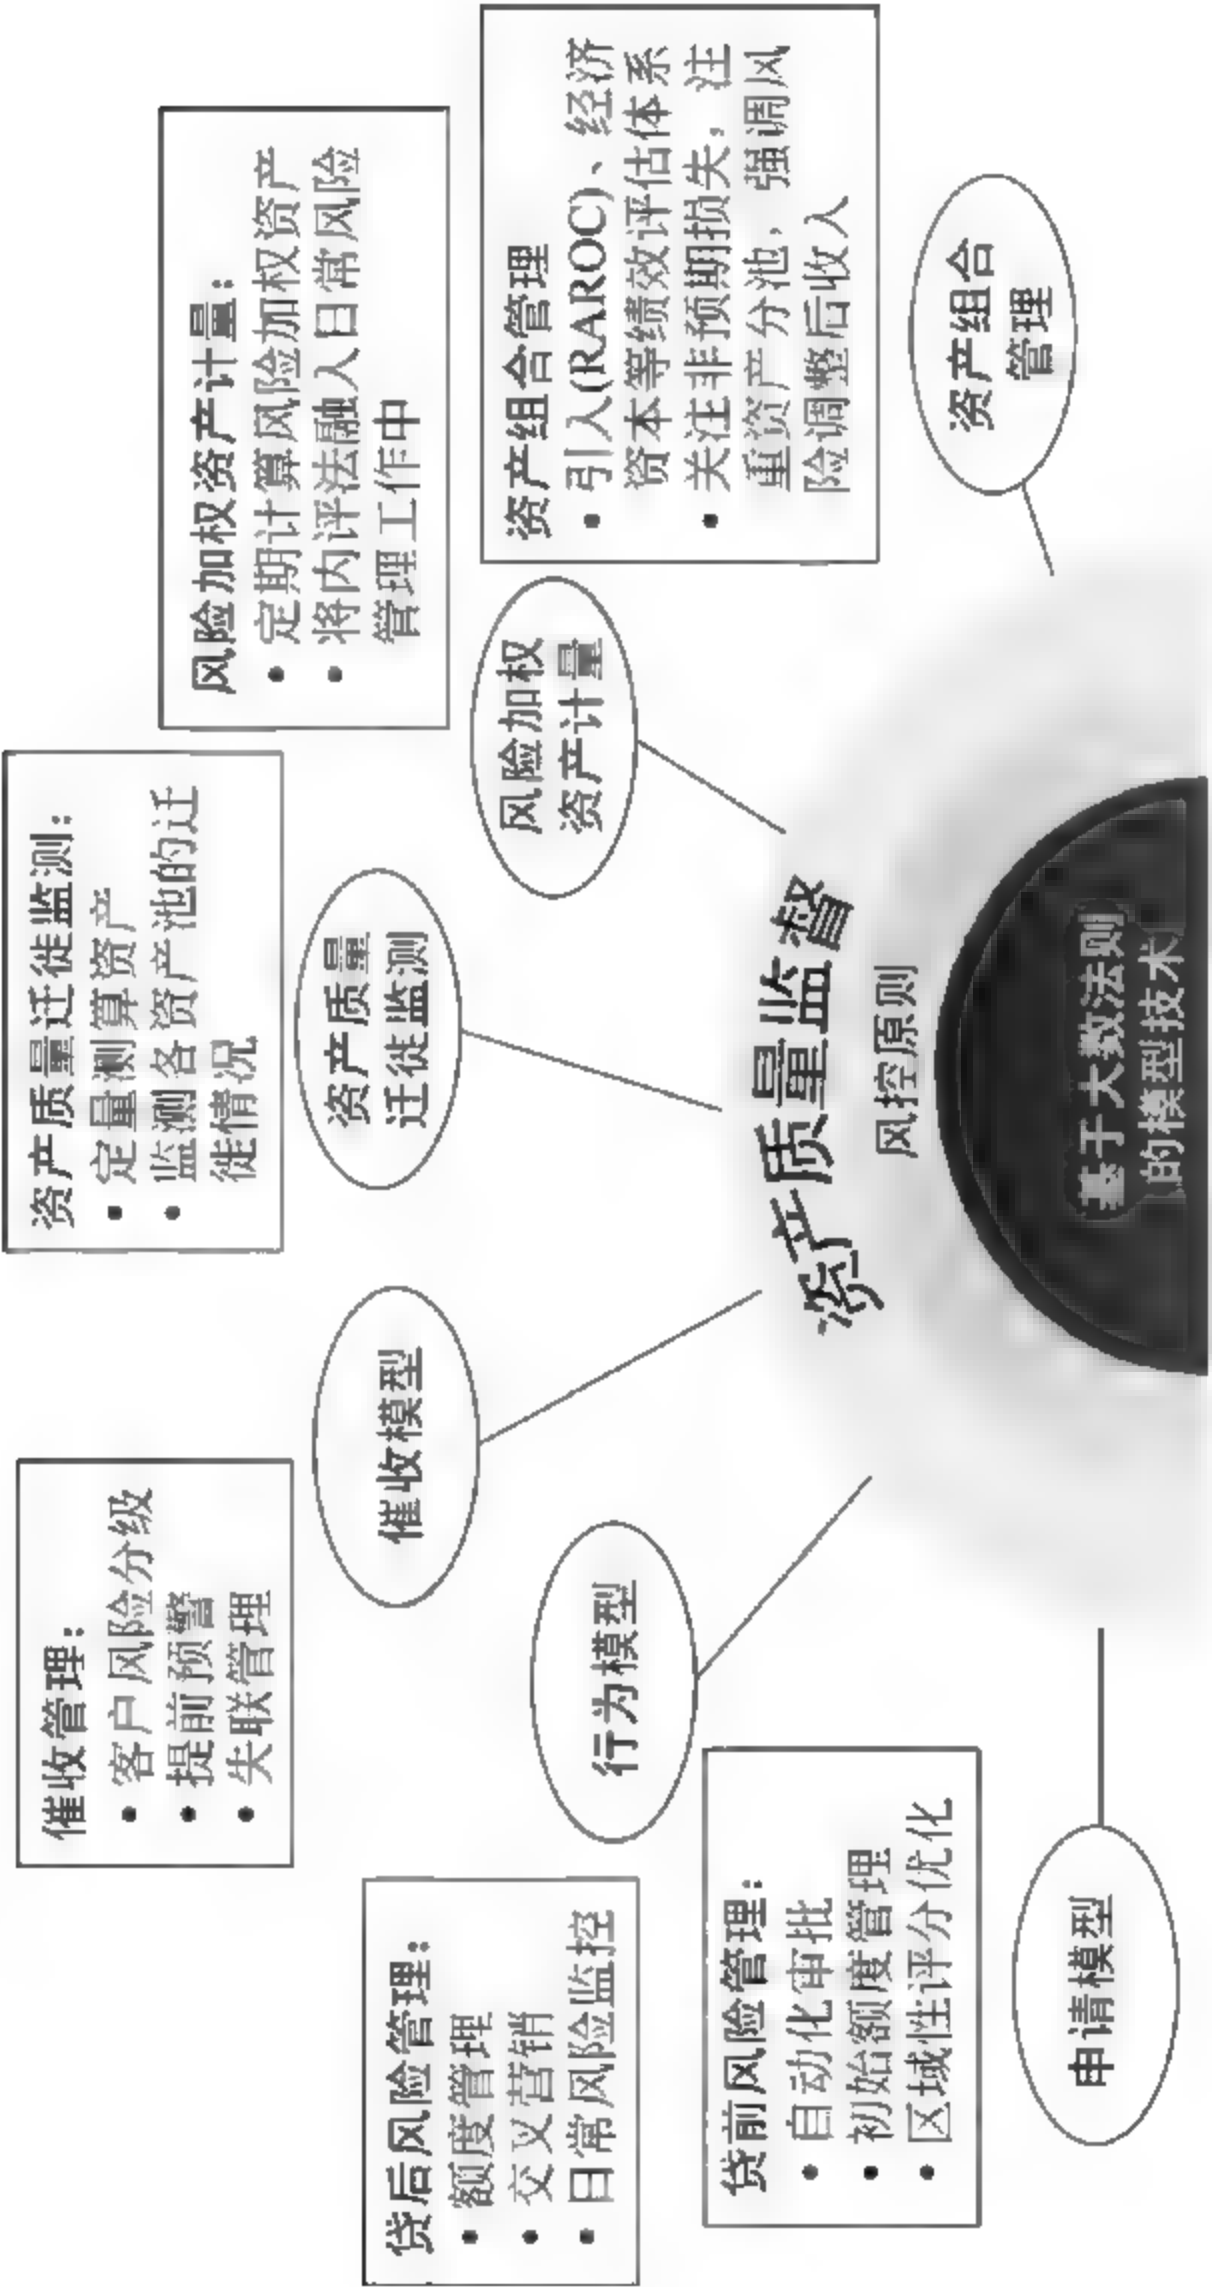 贷前风险管理：
• 自动化审批
• 初始额度管理
• 区域性评分优化
申请模型
贷后风险管理：
• 额度管理
• 交叉营销
• 日常风险监控
行为模型
催收管理：
• 客户风险分级
• 提前预警
• 失联管理
催收模型
资产质量迁徙监测：
• 定量测算资产
• 监测各资产池的迁
徙情况
资产质量
迁徙监测
风险加权资产计量：
• 定期计算风险加权资产
• 将内评法融入日常风险
管理工作中
风险加权
资产计量
资产组合管理
• 引入(RAROC)、经济
资本等绩效评估体系
• 关注非预期损失，注
重资产分池，强调风
险调整后收入
资产组合
管理
资产质量监督
风控原则
基于大数法则
的模型技术